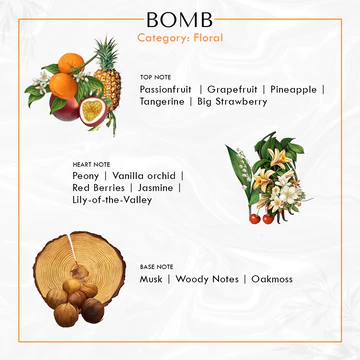 BOMB
Category: Floral
TOP NOTE
Passionfruit | Grapefruit | Pineapple |
Tangerine | Big Strawberry
HEART NOTE
Peony | Vanilla orchid |
Red Berries | Jasmine |
Lily-of-the-Valley
BASE NOTE
Musk | Woody Notes | Oakmoss